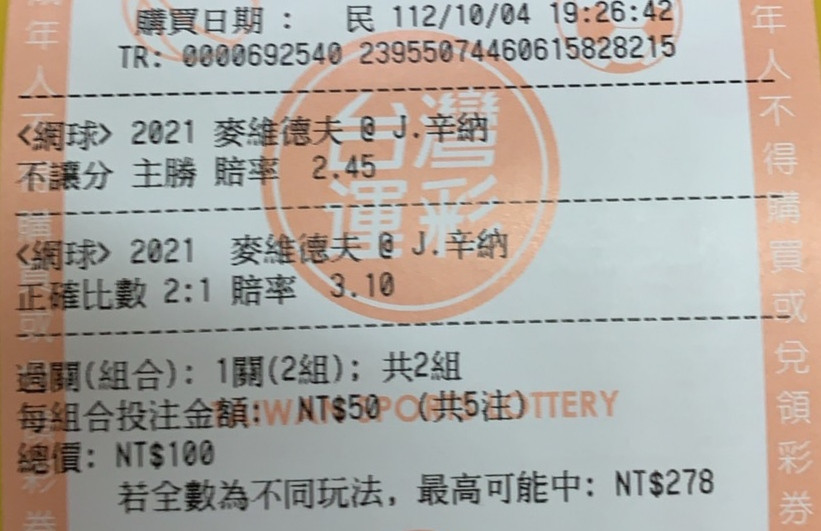 購買日期： 民 112/10/04 19:26:42
TR: 0000692540 23955074460615828215
<網球> 2021 麥維德夫 @ J.辛納
不讓分 主勝 賠率 2.45
<網球> 2021 麥維德夫 @ J.辛納
正確比數 2:1 賠率 3.10
過關(組合): 1關(2組); 共2組
每組合投注金額: NT$50 (共5注)
總價: NT$100
若全數為不同玩法, 最高可能中: NT$278
台灣
運彩
年人不得購買或兌領彩券